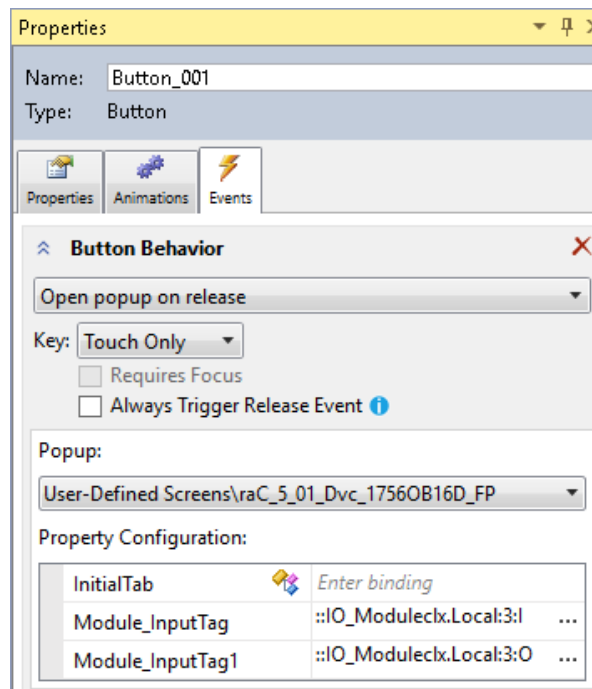 Properties
Name: Button_001
Type: Button
Properties Animations Events
Button Behavior
Open popup on release
Key: Touch Only
Requires Focus
Always Trigger Release Event
Popup:
User-Defined Screens\raC_5_01_Dvc_1756OB16D_FP
Property Configuration:
InitialTab Enter binding
Module_InputTag ::IO_Moduleclx.Local:3:I ...
Module_InputTag1 ::IO_Moduleclx.Local:3:O ...